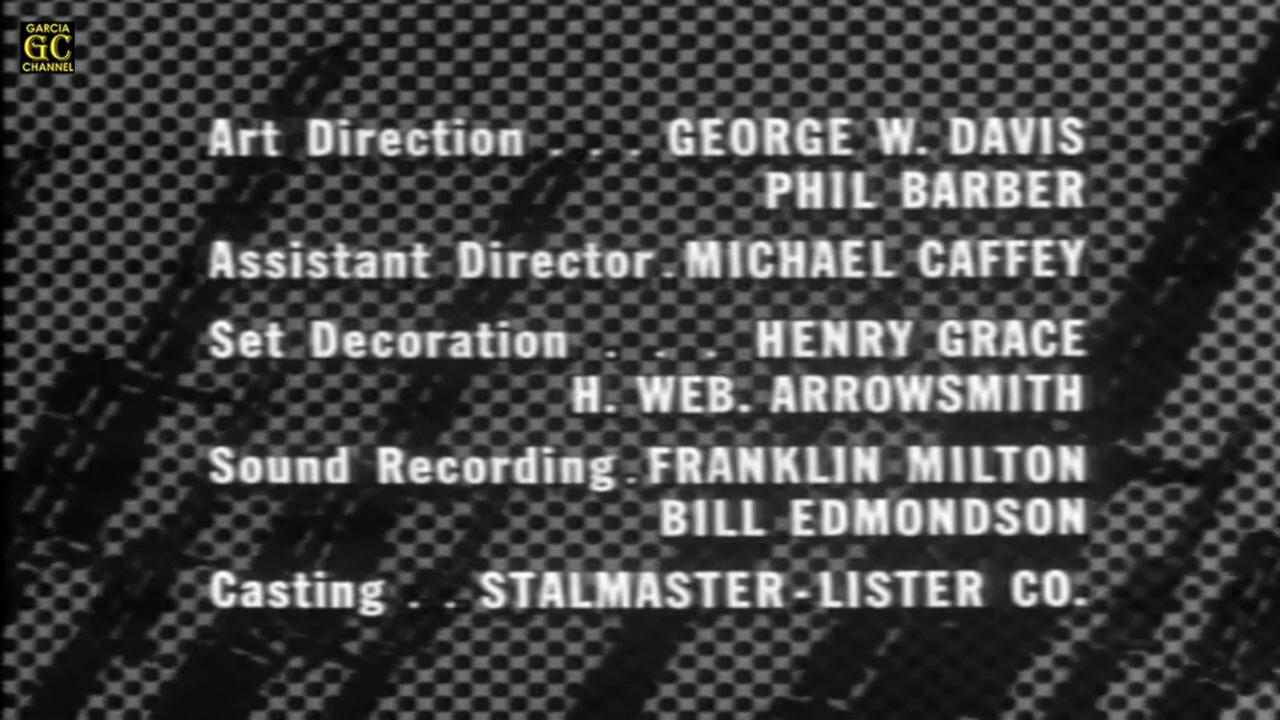 GARCIA
GC
CHANNEL
Art Direction . . . GEORGE W. DAVIS
PHIL BARBER
Assistant Director . MICHAEL CAFFEY
Set Decoration . . . HENRY GRACE
H. WEB. ARROWSMITH
Sound Recording . FRANKLIN MILTON
BILL EDMONDSON
Casting . . STALMASTER-LISTER CO.